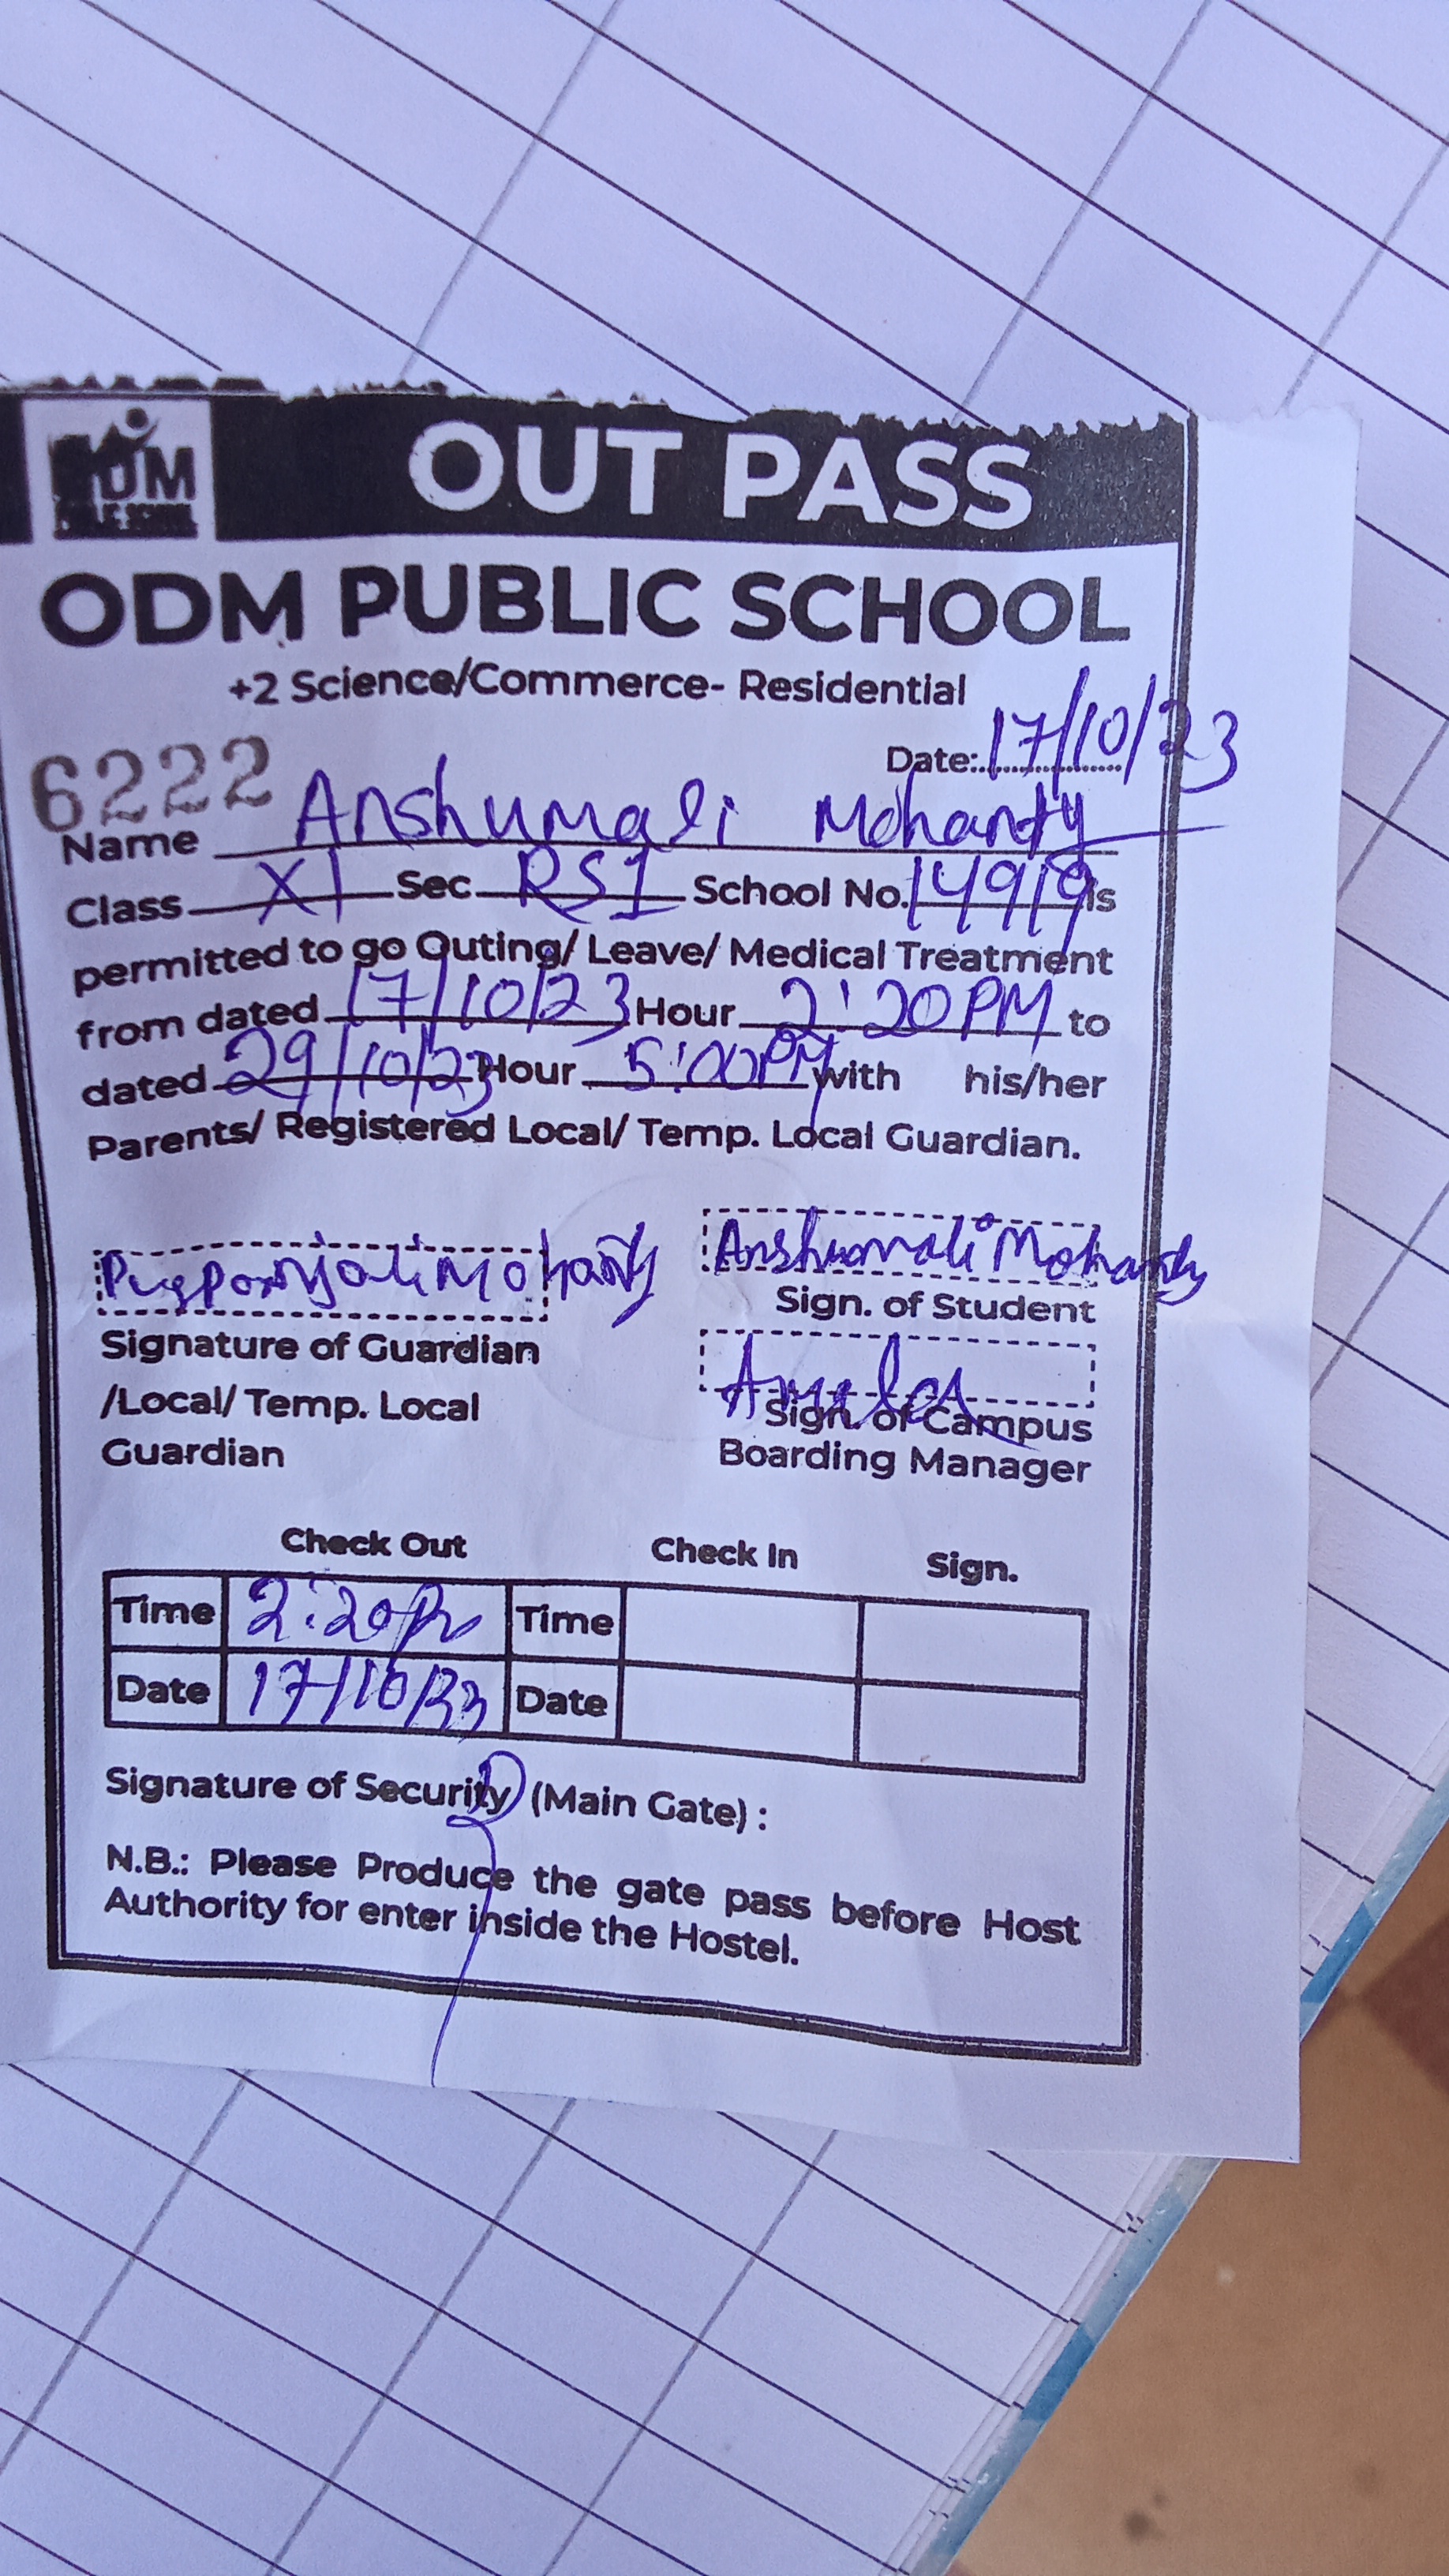 ODM
PUBLIC SCHOOL
OUT PASS
ODM PUBLIC SCHOOL
+2 Science/Commerce- Residential
6222
Date:.17/10/23
Name Anshumali Mohanty
Class XI Sec RS1 School No.14919 Is
permitted to go Outing/ Leave/ Medical Treatment
from dated 17/10/23 Hour 2:20PM to
dated 29/10/23 Hour 5:00PM with his/her
Parents/ Registered Local/ Temp. Local Guardian.
Puspanjali Mohanty
Anshumali Mohanty
Sign. of Student
Signature of Guardian
/Local/ Temp. Local
Guardian
Sign. of Campus
Boarding Manager
Check Out Check In Sign.
Time 2:20pm Time
Date 17/10/23 Date
Signature of Security (Main Gate) :
N.B.: Please Produce the gate pass before Host
Authority for enter inside the Hostel.